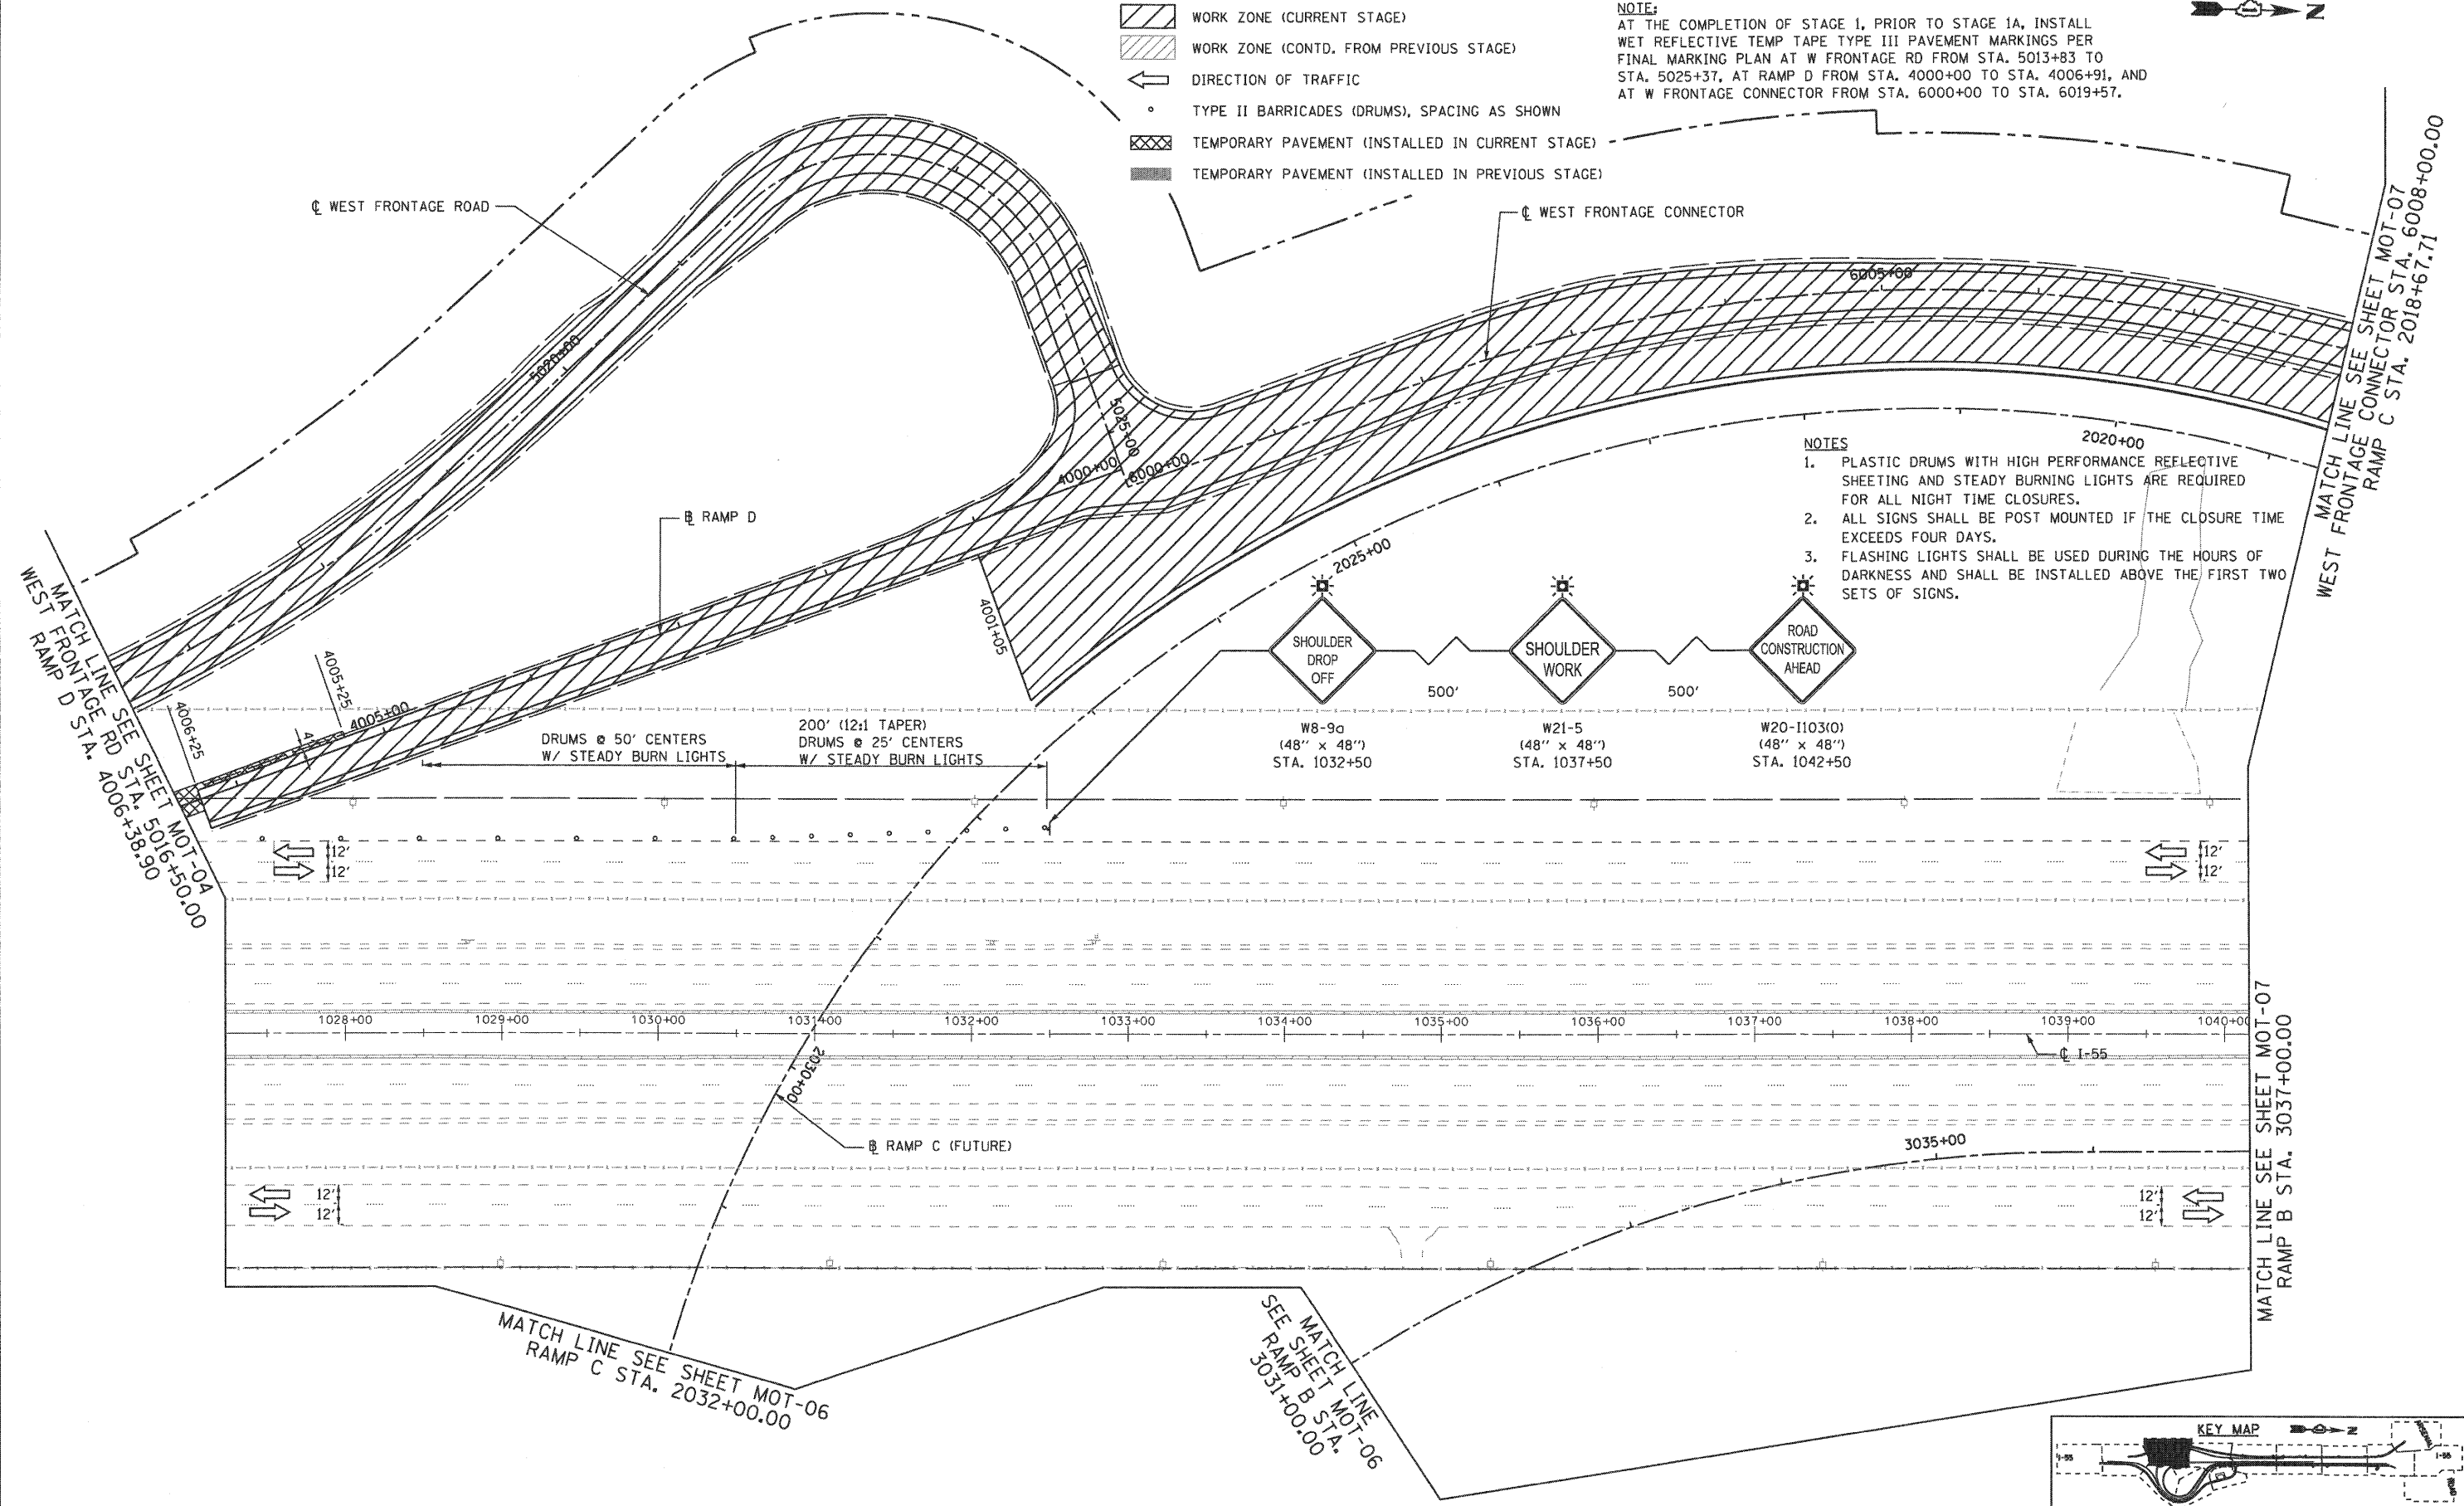 WORK ZONE (CURRENT STAGE)
WORK ZONE (CONTD. FROM PREVIOUS STAGE)
DIRECTION OF TRAFFIC
TYPE II BARRICADES (DRUMS), SPACING AS SHOWN
TEMPORARY PAVEMENT (INSTALLED IN CURRENT STAGE)
TEMPORARY PAVEMENT (INSTALLED IN PREVIOUS STAGE)
NOTE:
AT THE COMPLETION OF STAGE 1, PRIOR TO STAGE 1A, INSTALL
WET REFLECTIVE TEMP TAPE TYPE III PAVEMENT MARKINGS PER
FINAL MARKING PLAN AT W FRONTAGE RD FROM STA. 5013+83 TO
STA. 5025+37, AT RAMP D FROM STA. 4000+00 TO STA. 4006+91, AND
AT W FRONTAGE CONNECTOR FROM STA. 6000+00 TO STA. 6019+57.
N
℄ WEST FRONTAGE ROAD
℄ WEST FRONTAGE CONNECTOR
6005+00
5020+00
5025+00
4000+00
6000+00
MATCH LINE SEE SHEET MOT-07
WEST FRONTAGE CONNECTOR STA. 6008+00.00
RAMP C STA. 2018+67.71
2020+00
NOTES
1. PLASTIC DRUMS WITH HIGH PERFORMANCE REFLECTIVE
SHEETING AND STEADY BURNING LIGHTS ARE REQUIRED
FOR ALL NIGHT TIME CLOSURES.
2. ALL SIGNS SHALL BE POST MOUNTED IF THE CLOSURE TIME
EXCEEDS FOUR DAYS.
3. FLASHING LIGHTS SHALL BE USED DURING THE HOURS OF
DARKNESS AND SHALL BE INSTALLED ABOVE THE FIRST TWO
SETS OF SIGNS.
BL RAMP D
2025+00
4001+05
SHOULDER
DROP
OFF
SHOULDER
WORK
ROAD
CONSTRUCTION
AHEAD
500'
500'
W8-9a
(48" x 48")
STA. 1032+50
W21-5
(48" x 48")
STA. 1037+50
W20-I103(O)
(48" x 48")
STA. 1042+50
MATCH LINE SEE SHEET MOT-04
WEST FRONTAGE RD STA. 5016+50.00
RAMP D STA. 4006+38.90
4006+25
4005+25
4005+00
4'
DRUMS @ 50' CENTERS
W/ STEADY BURN LIGHTS
200' (12:1 TAPER)
DRUMS @ 25' CENTERS
W/ STEADY BURN LIGHTS
12'
12'
12'
12'
1028+00
1029+00
1030+00
1031+00
1032+00
1033+00
1034+00
1035+00
1036+00
1037+00
1038+00
1039+00
1040+00
℄ I-55
2030+00
BL RAMP C (FUTURE)
3035+00
12'
12'
12'
12'
MATCH LINE SEE SHEET MOT-07
RAMP B STA. 3037+00.00
MATCH LINE SEE SHEET MOT-06
RAMP C STA. 2032+00.00
MATCH LINE
SEE SHEET MOT-06
RAMP B STA.
3031+00.00
KEY MAP
N
I-55
I-55